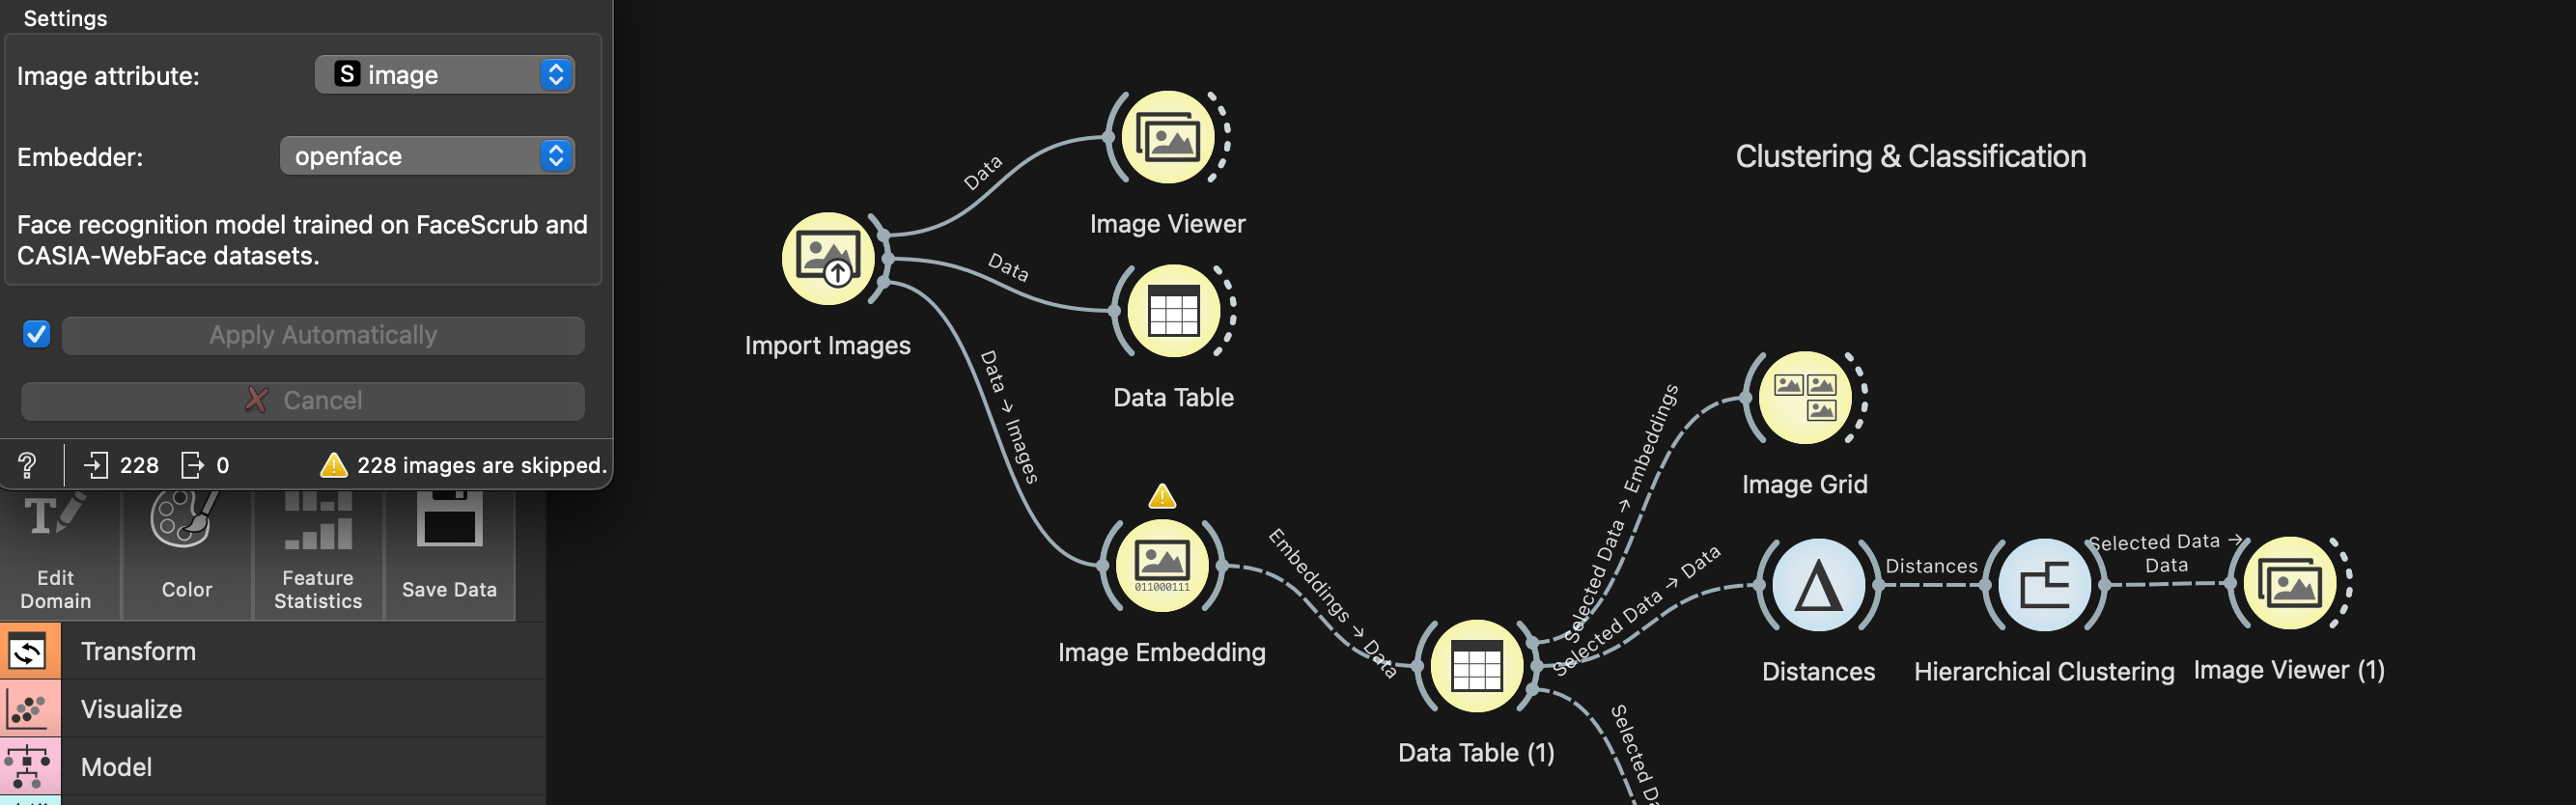 Settings
Image attribute:
S image
Embedder:
openface
Face recognition model trained on FaceScrub and
CASIA-WebFace datasets.
Apply Automatically
Cancel
? 228 0
228 images are skipped.
Edit
Domain
Color
Feature
Statistics
Save Data
Transform
Visualize
Model
Clustering & Classification
Import Images
Data
Image Viewer
Data
Data Table
Data → Images
Image Embedding
011000111
Embeddings → Data
Data Table (1)
Selected Data → Embeddings
Image Grid
Selected Data → Data
Distances
Distances
Hierarchical Clustering
Selected Data →
Data
Image Viewer (1)
Selected Da